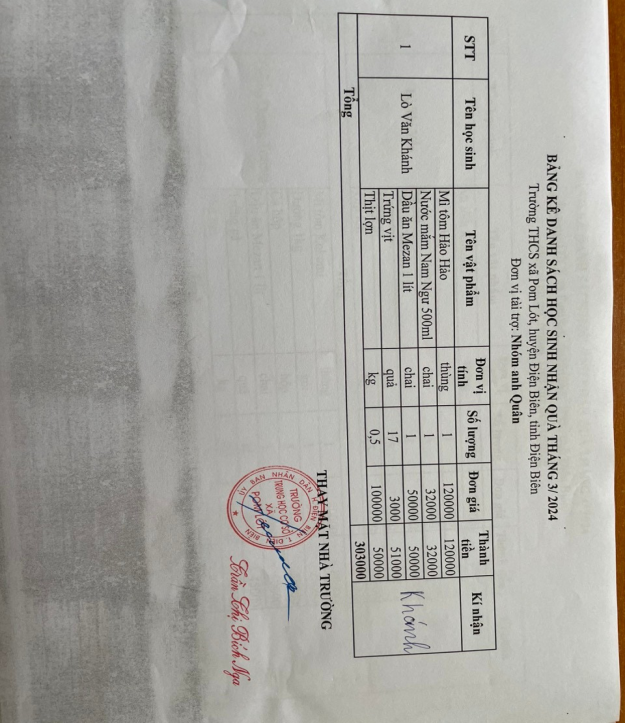 BẢNG KÊ DANH SÁCH HỌC SINH NHẬN QUÀ THÁNG 3/ 2024
Trường THCS xã Pom Lót, huyện Điện Biên, tỉnh Điện Biên
Đơn vị tài trợ: Nhóm anh Quân
STT Tên học sinh Tên vật phẩm Đơn vị tính Số lượng Đơn giá Thành tiền Kí nhận
1 Lò Văn Khánh Mì tôm Hảo Hảo thùng 1 120000 120000 Khánh
Nước mắm Nam Ngư 500ml chai 1 32000 32000
Dầu ăn Mezan 1 lít chai 1 50000 50000
Trứng vịt quả 17 3000 51000
Thịt lợn kg 0,5 100000 50000
Tổng 303000
THAY MẶT NHÀ TRƯỜNG
ỦY BAN NHÂN DÂN H.ĐIỆN BIÊN T.ĐIỆN BIÊN
TRƯỜNG
TRUNG HỌC CƠ SỞ
XÃ
Trần Thị Bích Nga